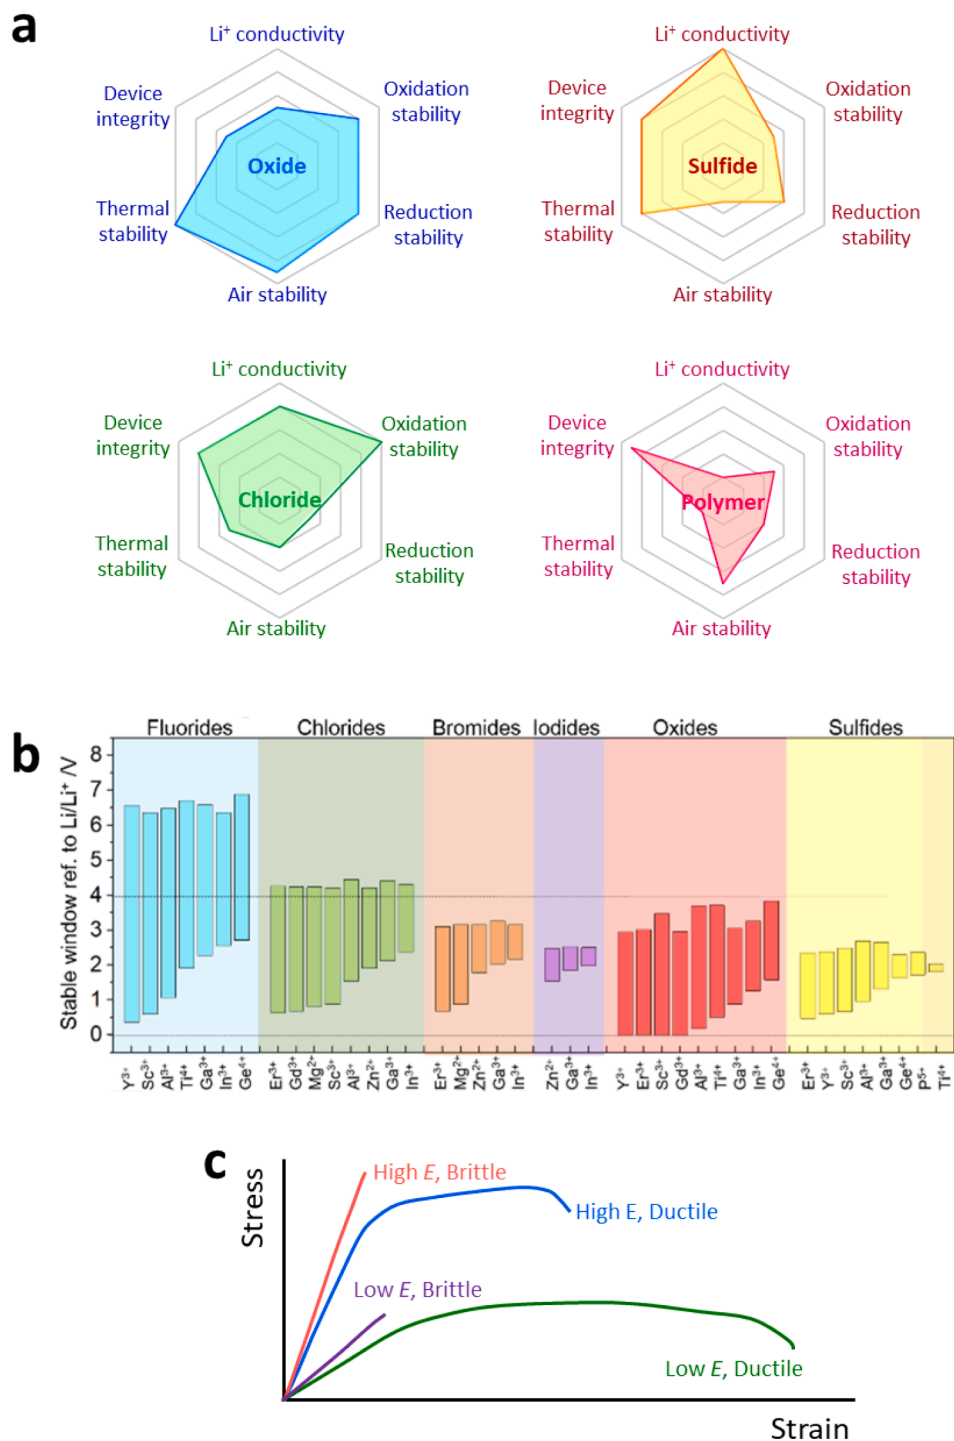 a
Li⁺ conductivity
Device
integrity
Oxidation
stability
Oxide
Thermal
stability
Reduction
stability
Air stability
Li⁺ conductivity
Device
integrity
Oxidation
stability
Sulfide
Thermal
stability
Reduction
stability
Air stability
Li⁺ conductivity
Device
integrity
Oxidation
stability
Chloride
Thermal
stability
Reduction
stability
Air stability
Li⁺ conductivity
Device
integrity
Oxidation
stability
Polymer
Thermal
stability
Reduction
stability
Air stability
b
Fluorides Chlorides Bromides Iodides Oxides Sulfides
Stable window ref. to Li/Li⁺ /V
8
7
6
5
4
3
2
1
0
Y³⁺ Sc³⁺ Al³⁺ Ti⁴⁺ Ga³⁺ In³⁺ Ge⁴⁺ Er³⁺ Gd³⁺ Mg²⁺ Sc³⁺ Al³⁺ Zn²⁺ Ga³⁺ In³⁺ Er³⁺ Mg²⁺ Zn²⁺ Ga³⁺ In³⁺ Zn²⁺ Ga³⁺ In³⁺ Y³⁺ Er³⁺ Sc³⁺ Gd³⁺ Al³⁺ Ti⁴⁺ Ga³⁺ In³⁺ Ge⁴⁺ Er³⁺ Y³⁺ Sc³⁺ Al³⁺ Ga³⁺ Ge⁴⁺ P⁵⁺ Ti⁴⁺
c
Stress
High E, Brittle
High E, Ductile
Low E, Brittle
Low E, Ductile
Strain